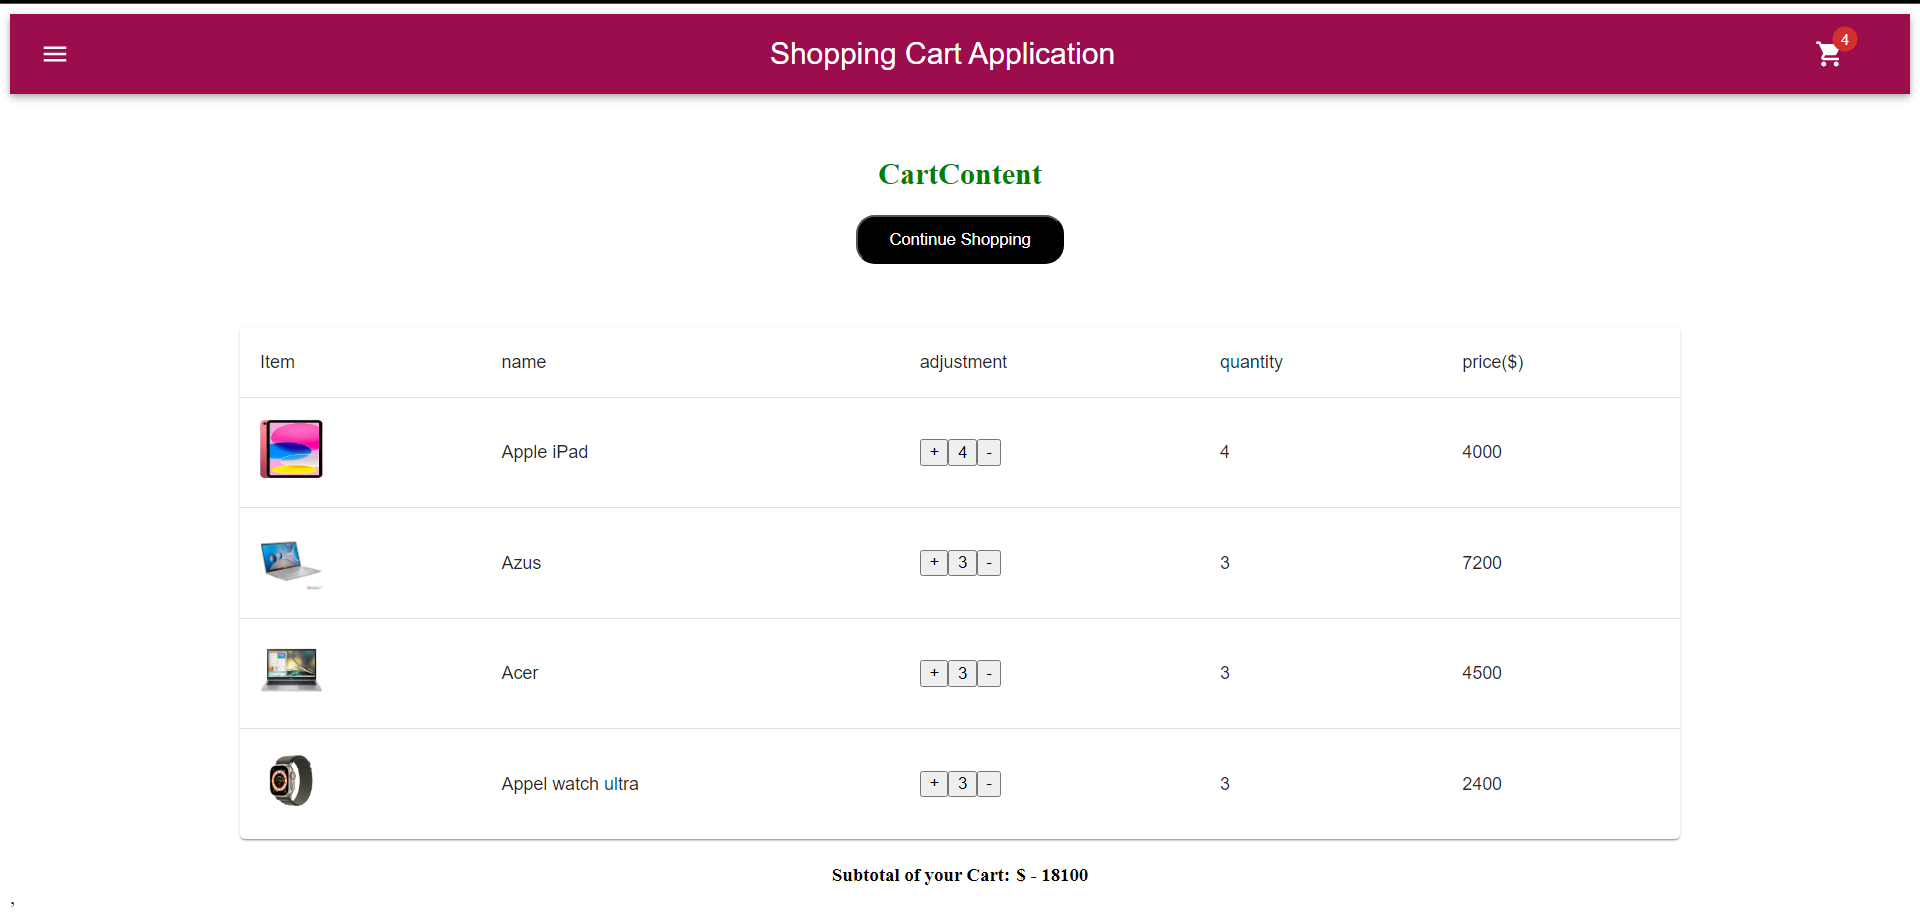 Shopping Cart Application
4
CartContent
Continue Shopping
Item name adjustment quantity price($)
Apple iPad + 4 - 4 4000
Azus + 3 - 3 7200
Acer + 3 - 3 4500
Appel watch ultra + 3 - 3 2400
Subtotal of your Cart: $ - 18100
,